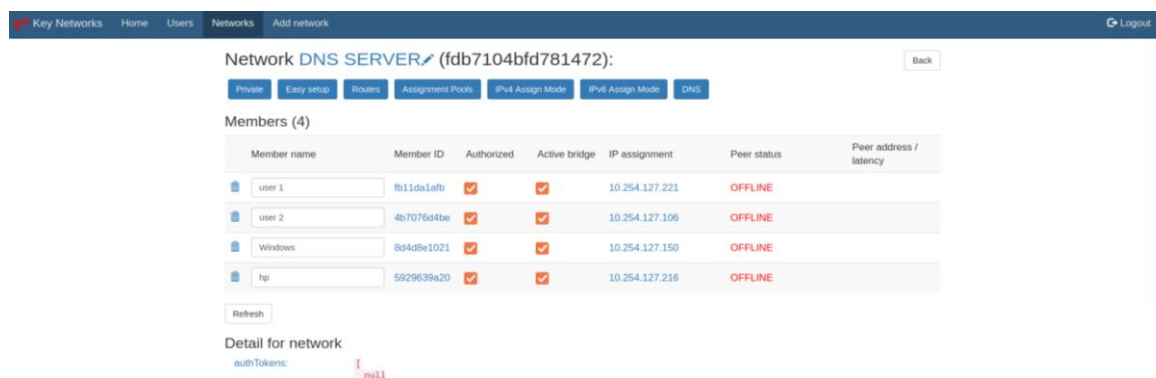 Key Networks Home Users Networks Add network Logout
Network DNS SERVER (fdb7104bfd781472):
Back
Private Easy setup Routes Assignment Pools IPv4 Assign Mode IPv6 Assign Mode DNS
Members (4)
Member name Member ID Authorized Active bridge IP assignment Peer status Peer address / latency
user 1 fb11da1afb 10.254.127.221 OFFLINE
user 2 4b7076d4be 10.254.127.106 OFFLINE
Windows 8d4d8e1021 10.254.127.150 OFFLINE
hp 5929639a20 10.254.127.216 OFFLINE
Refresh
Detail for network
authTokens: [
null